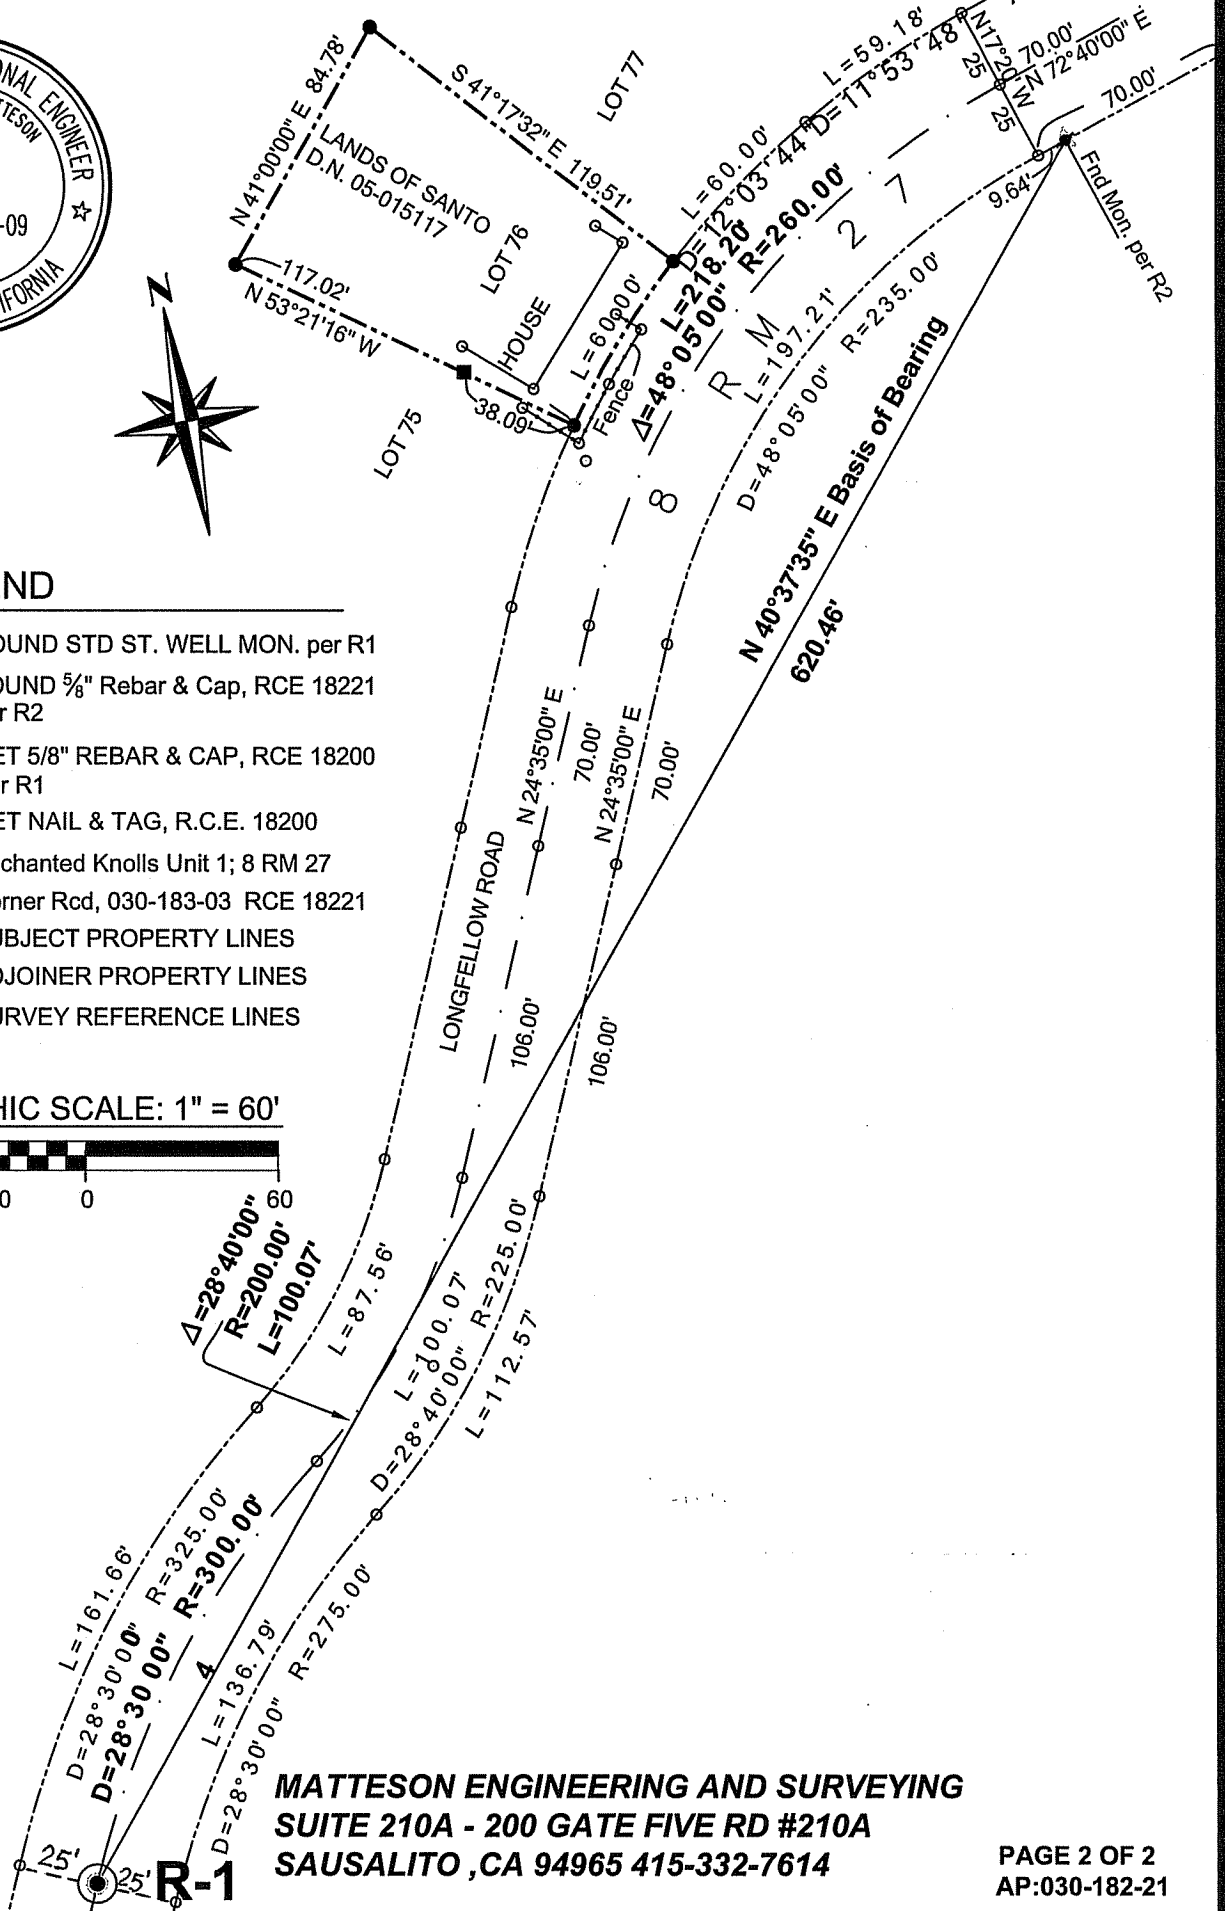 ONAL ENGINEER
TTESON
-09
IFORNIA
N 41°00'00" E 84.78'
S 41°17'32" E 119.51'
LANDS OF SANTO
D.N. 05-015117
LOT 77
LOT 76
HOUSE
117.02'
N 53°21'16" W
38.09'
LOT 75
N
L=60.00'
Fence
L=59.18'
D=11°53'48"
L=60.00'
D=12°03'44"
L=218.20'
R=260.00'
Δ=48°05'00"
N17°20' W
25
25
70.00'
N 72°40'00" E
70.00'
9.64'
Fnd Mon. per R2
8 R M 27
L=197.21'
R=235.00'
D=48°05'00"
N 40°37'35" E Basis of Bearing
620.46'
ND
OUND STD ST. WELL MON. per R1
OUND ⅝" Rebar & Cap, RCE 18221
r R2
ET 5/8" REBAR & CAP, RCE 18200
r R1
ET NAIL & TAG, R.C.E. 18200
chanted Knolls Unit 1; 8 RM 27
rner Rcd, 030-183-03 RCE 18221
UBJECT PROPERTY LINES
DJOINER PROPERTY LINES
URVEY REFERENCE LINES
HIC SCALE: 1" = 60'
0 0 60
N 24°35'00" E
70.00'
N 24°35'00" E
70.00'
LONGFELLOW ROAD
106.00'
106.00'
Δ=28°40'00"
R=200.00'
L=100.07'
L=87.56'
L=100.07'
R=225.00'
D=28°40'00"
L=112.57'
L=161.66'
R=325.00'
D=28°30'00"
R=300.00'
D=28°30'00"
4
L=136.79'
R=275.00'
D=28°30'00"
25'
25'
R-1
MATTESON ENGINEERING AND SURVEYING
SUITE 210A - 200 GATE FIVE RD #210A
SAUSALITO ,CA 94965 415-332-7614
PAGE 2 OF 2
AP:030-182-21